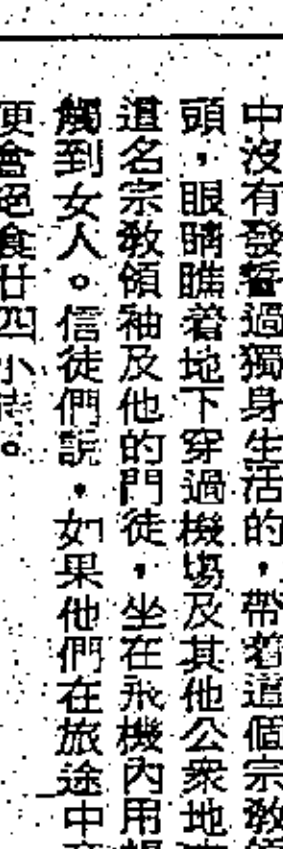 中沒有發誓過獨身生活的，帶着這個宗教
頭，眼睛瞧着地下穿過機場及其他公衆地
這名宗教領袖及他的門徒，坐在飛機內用
觸到女人。信徒們説，如果他們在旅途中
便會絕食廿四小時。